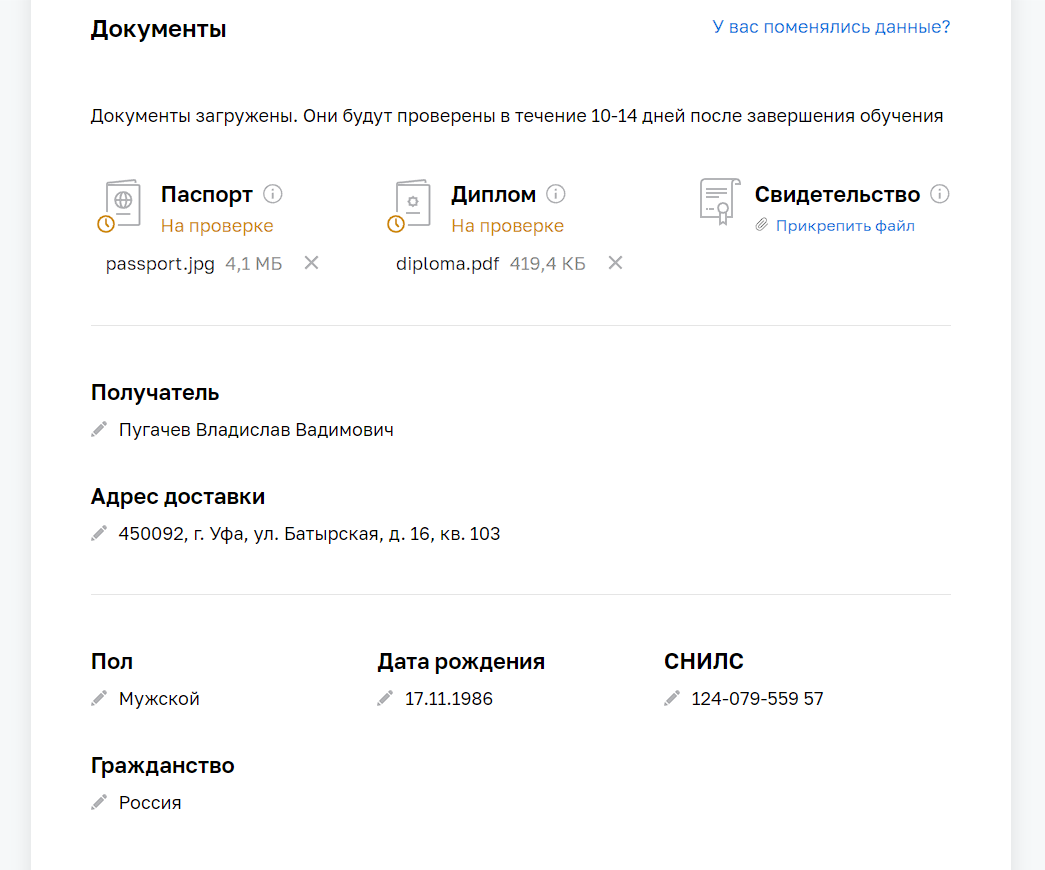 Документы
У вас поменялись данные?
Документы загружены. Они будут проверены в течение 10-14 дней после завершения обучения
Паспорт
На проверке
passport.jpg 4,1 МБ
Диплом
На проверке
diploma.pdf 419,4 КБ
Свидетельство
Прикрепить файл
Получатель
Пугачев Владислав Вадимович
Адрес доставки
450092, г. Уфа, ул. Батырская, д. 16, кв. 103
Пол
Мужской
Дата рождения
17.11.1986
СНИЛС
124-079-559 57
Гражданство
Россия